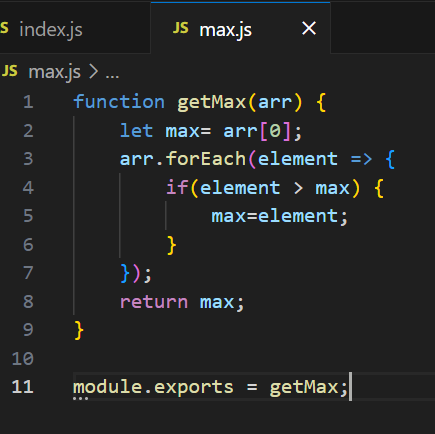 S index.js JS max.js ×
JS max.js > ...
1 function getMax(arr) {
2     let max= arr[0];
3     arr.forEach(element => {
4         if(element > max) {
5             max=element;
6         }
7     });
8     return max;
9 }
10
11 module.exports = getMax;